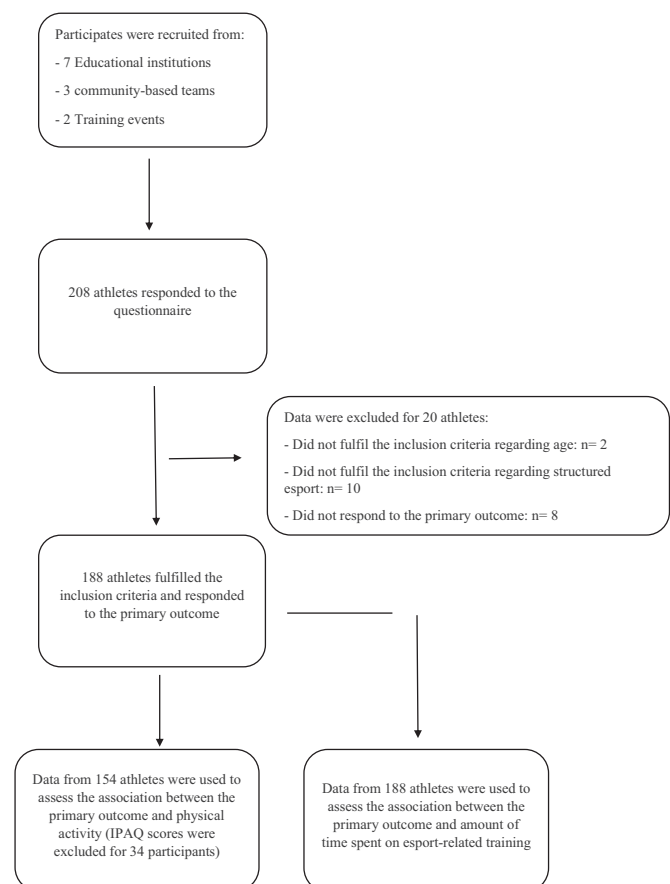 Participates were recruited from:
- 7 Educational institutions
- 3 community-based teams
- 2 Training events
208 athletes responded to the
questionnaire
Data were excluded for 20 athletes:
- Did not fulfil the inclusion criteria regarding age: n= 2
- Did not fulfil the inclusion criteria regarding structured
esport: n= 10
- Did not respond to the primary outcome: n= 8
188 athletes fulfilled the
inclusion criteria and responded
to the primary outcome
Data from 154 athletes were used to
assess the association between the
primary outcome and physical
activity (IPAQ scores were
excluded for 34 participants)
Data from 188 athletes were used to
assess the association between the
primary outcome and amount of
time spent on esport-related training